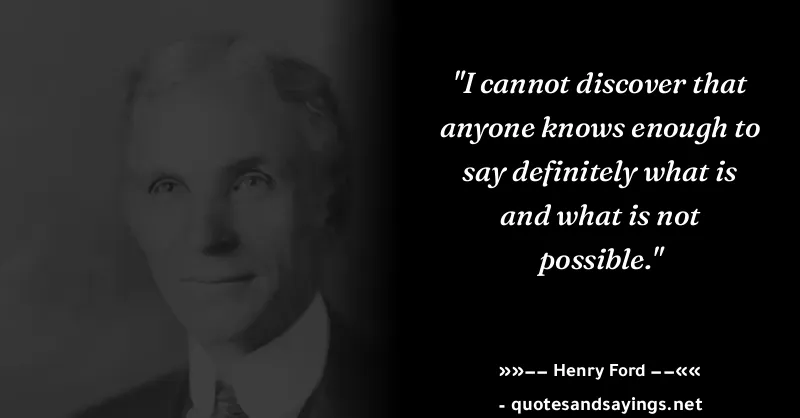 "I cannot discover that
anyone knows enough to
say definitely what is
and what is not
possible."
»»–– Henry Ford ––««
- quotesandsayings.net